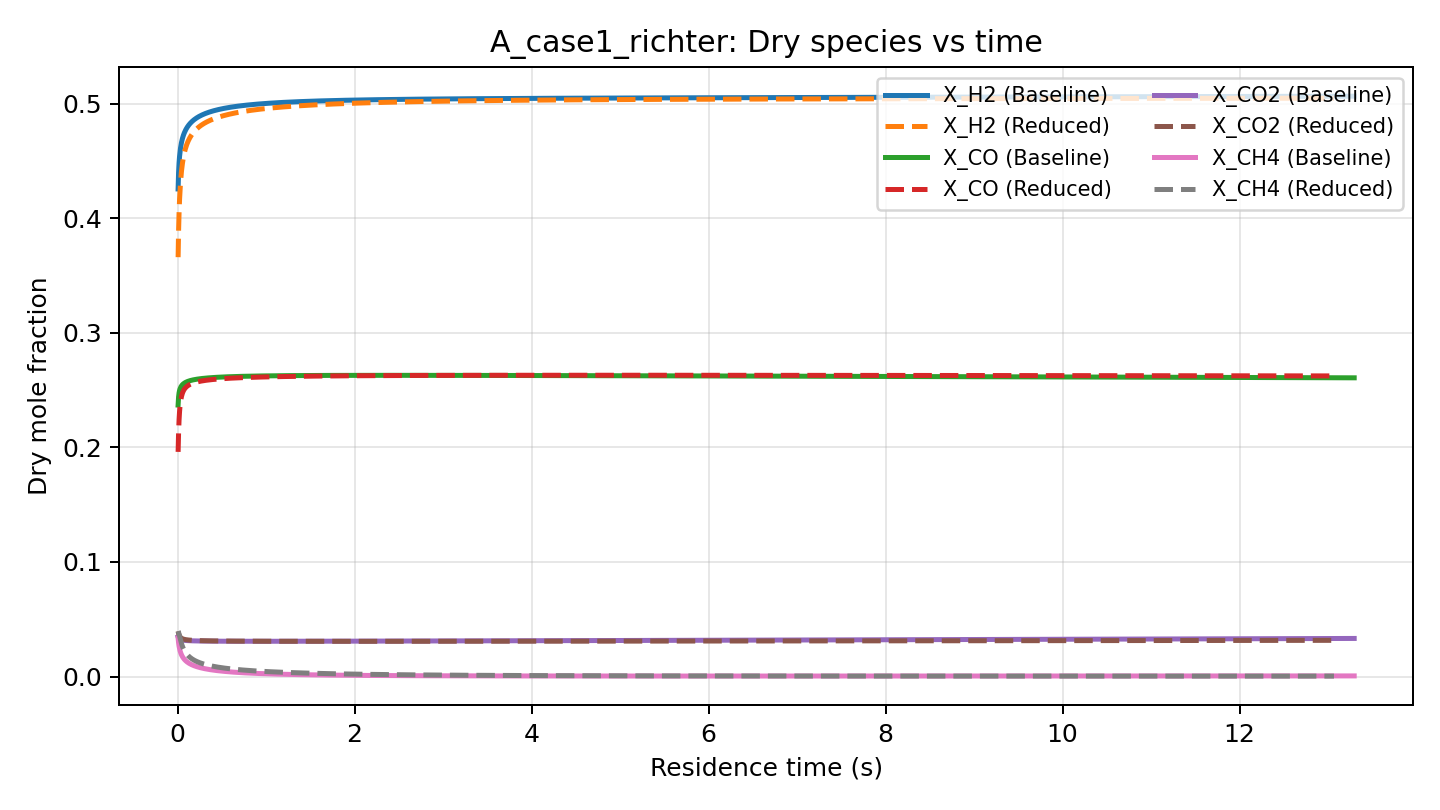 A_case1_richter: Dry species vs time
Dry mole fraction
0.5
0.4
0.3
0.2
0.1
0.0
X_H2 (Baseline)
X_H2 (Reduced)
X_CO (Baseline)
X_CO (Reduced)
X_CO2 (Baseline)
X_CO2 (Reduced)
X_CH4 (Baseline)
X_CH4 (Reduced)
0 2 4 6 8 10 12
Residence time (s)